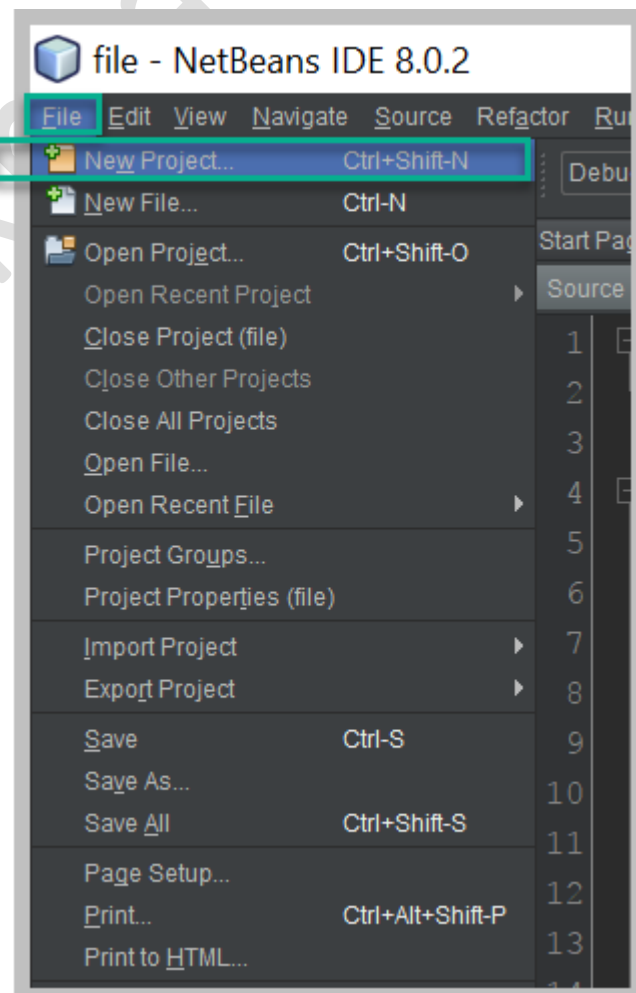 file - NetBeans IDE 8.0.2
File Edit View Navigate Source Refactor
New Project... Ctrl+Shift-N
New File... Ctrl-N
Open Project... Ctrl+Shift-O
Start
Open Recent Project
Source
Close Project (file)
1
Close Other Projects
2
Close All Projects
3
Open File...
Open Recent File
4
Project Groups...
5
Project Properties (file)
6
Import Project
7
Export Project
8
Save Ctrl-S
9
Save As...
10
Save All Ctrl+Shift-S
11
Page Setup...
12
Print... Ctrl+Alt+Shift-P
Print to HTML...
13